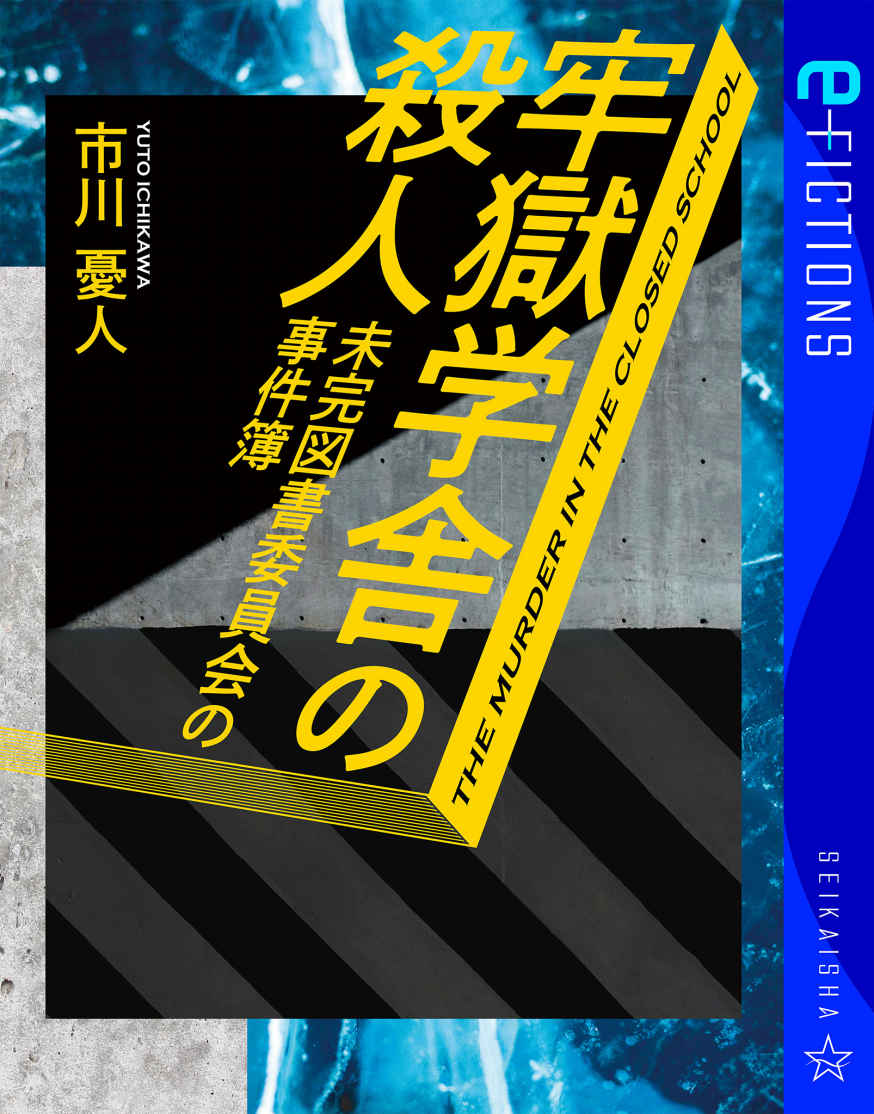 牢獄学舎の
殺人
未完図書委員会の
事件簿
THE MURDER IN THE CLOSED SCHOOL
YUTO ICHIKAWA
市川 憂人
e-FICTIONS
SEIKAISHA